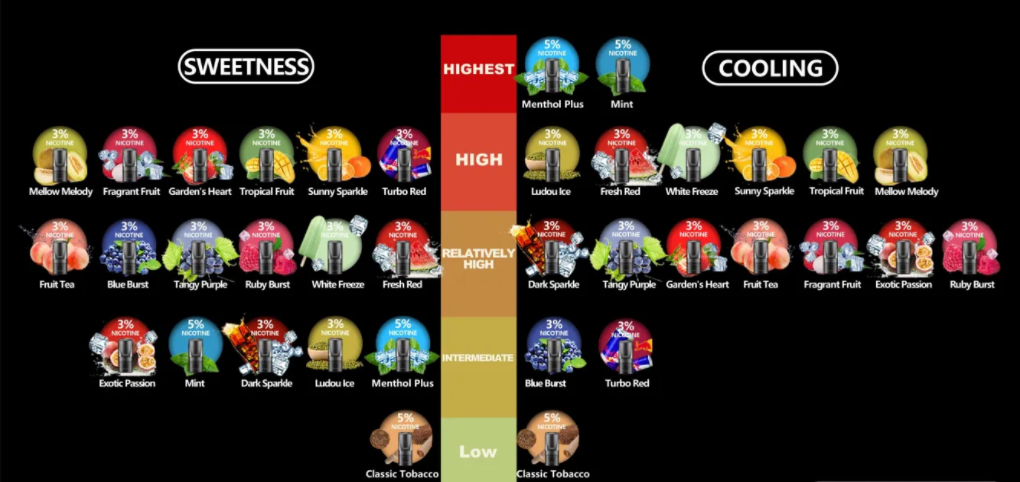 SWEETNESS
COOLING
HIGHEST
5%
NICOTINE
Menthol Plus
5%
NICOTINE
Mint
3%
NICOTINE
Mellow Melody
3%
NICOTINE
Fragrant Fruit
3%
NICOTINE
Garden's Heart
3%
NICOTINE
Tropical Fruit
3%
NICOTINE
Sunny Sparkle
3%
NICOTINE
Turbo Red
HIGH
3%
NICOTINE
Ludou Ice
3%
NICOTINE
Fresh Red
3%
NICOTINE
White Freeze
3%
NICOTINE
Sunny Sparkle
3%
NICOTINE
Tropical Fruit
3%
NICOTINE
Mellow Melody
3%
NICOTINE
Fruit Tea
3%
NICOTINE
Blue Burst
3%
NICOTINE
Tangy Purple
3%
NICOTINE
Ruby Burst
3%
NICOTINE
White Freeze
3%
NICOTINE
Fresh Red
RELATIVELY
HIGH
3%
NICOTINE
Dark Sparkle
3%
NICOTINE
Tangy Purple
3%
NICOTINE
Garden's Heart
3%
NICOTINE
Fruit Tea
3%
NICOTINE
Fragrant Fruit
3%
NICOTINE
Exotic Passion
3%
NICOTINE
Ruby Burst
3%
NICOTINE
Exotic Passion
5%
NICOTINE
Mint
3%
NICOTINE
Dark Sparkle
3%
NICOTINE
Ludou Ice
5%
NICOTINE
Menthol Plus
INTERMEDIATE
3%
NICOTINE
Blue Burst
3%
NICOTINE
Turbo Red
5%
NICOTINE
Classic Tobacco
Low
5%
NICOTINE
Classic Tobacco